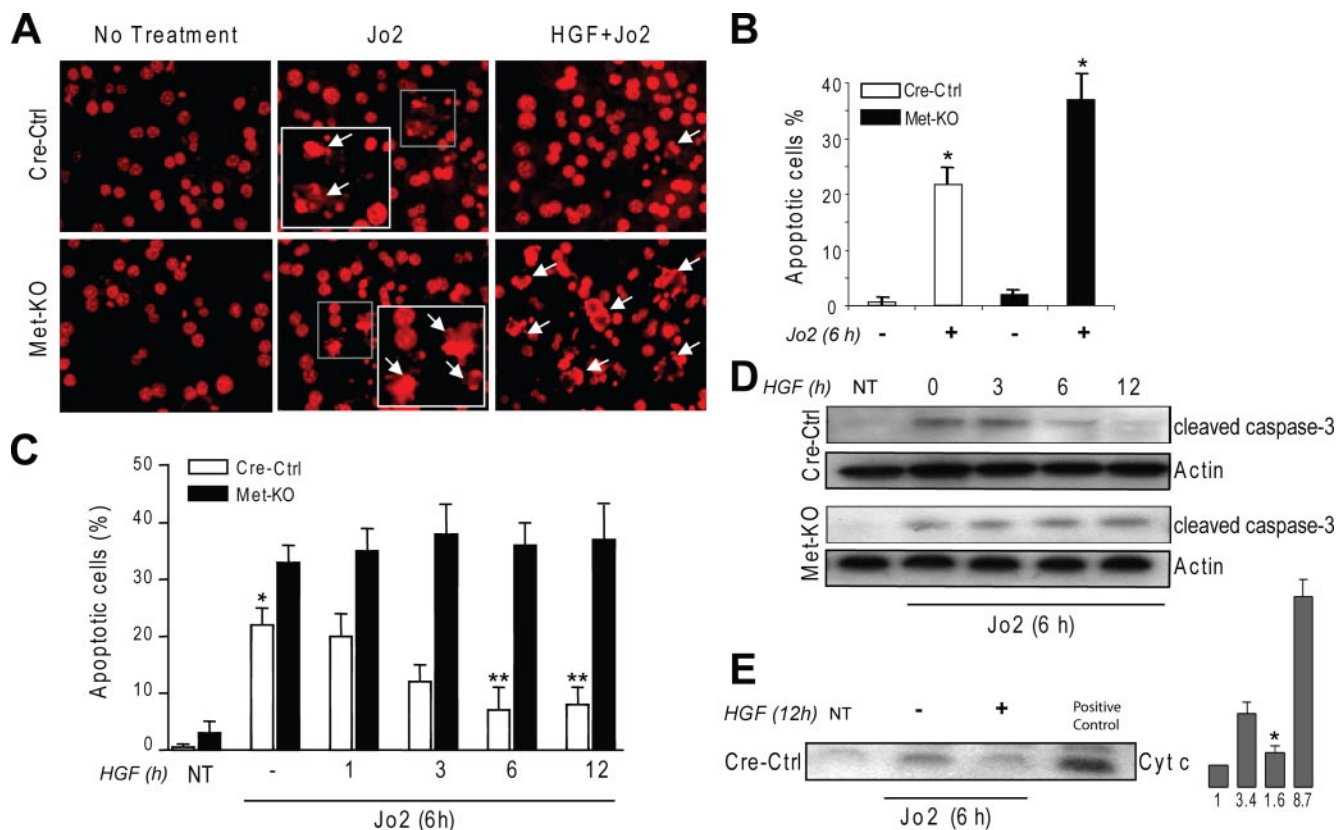 A
No Treatment Jo2 HGF+Jo2
Cre-Ctrl
Met-KO
B
Apoptotic cells %
40
30
20
10
0
Cre-Ctrl
Met-KO
*
*
Jo2 (6 h) - + - +
C
Apoptotic cells (%)
50
40
30
20
10
0
Cre-Ctrl
Met-KO
*
**
**
HGF (h) NT - 1 3 6 12
Jo2 (6h)
D
HGF (h) NT 0 3 6 12
Cre-Ctrl
cleaved caspase-3
Actin
Met-KO
cleaved caspase-3
Actin
Jo2 (6 h)
E
HGF (12h) NT - + Positive Control
Cre-Ctrl Cyt c
Jo2 (6 h)
*
1 3.4 1.6 8.7